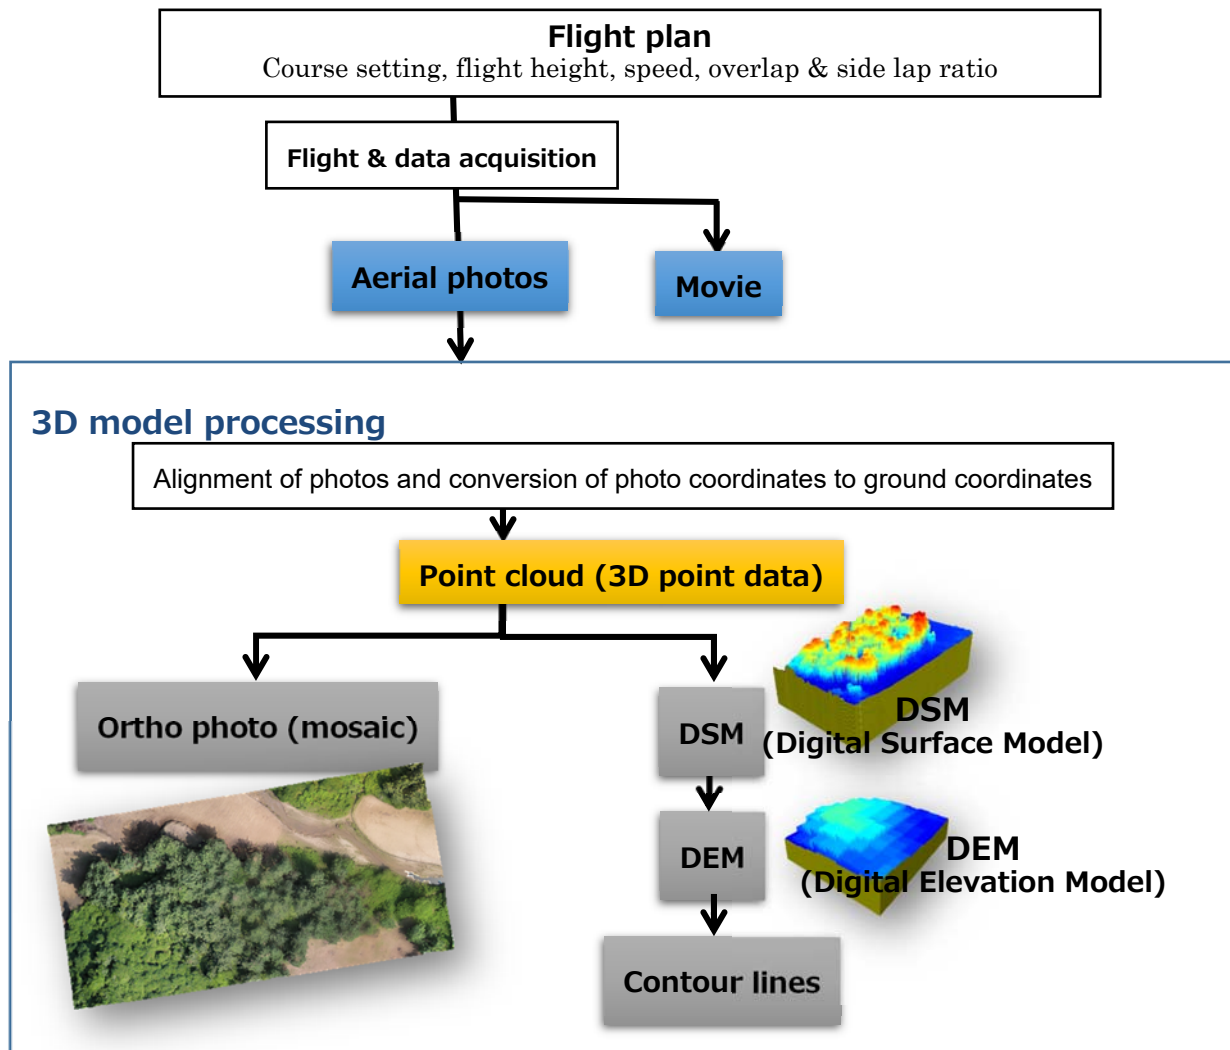 Flight plan
Course setting, flight height, speed, overlap & side lap ratio
Flight & data acquisition
Aerial photos
Movie
3D model processing
Alignment of photos and conversion of photo coordinates to ground coordinates
Point cloud (3D point data)
Ortho photo (mosaic)
DSM
DSM
(Digital Surface Model)
DEM
DEM
(Digital Elevation Model)
Contour lines